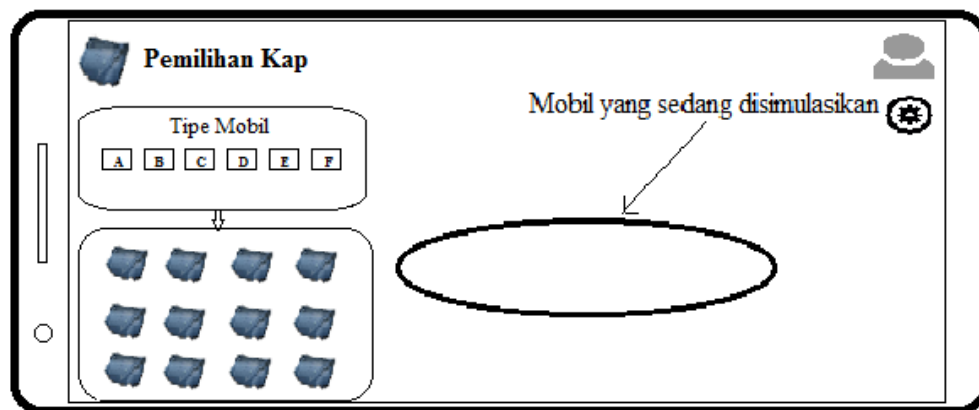 Pemilihan Kap
Mobil yang sedang disimulasikan
Tipe Mobil
A B C D E F